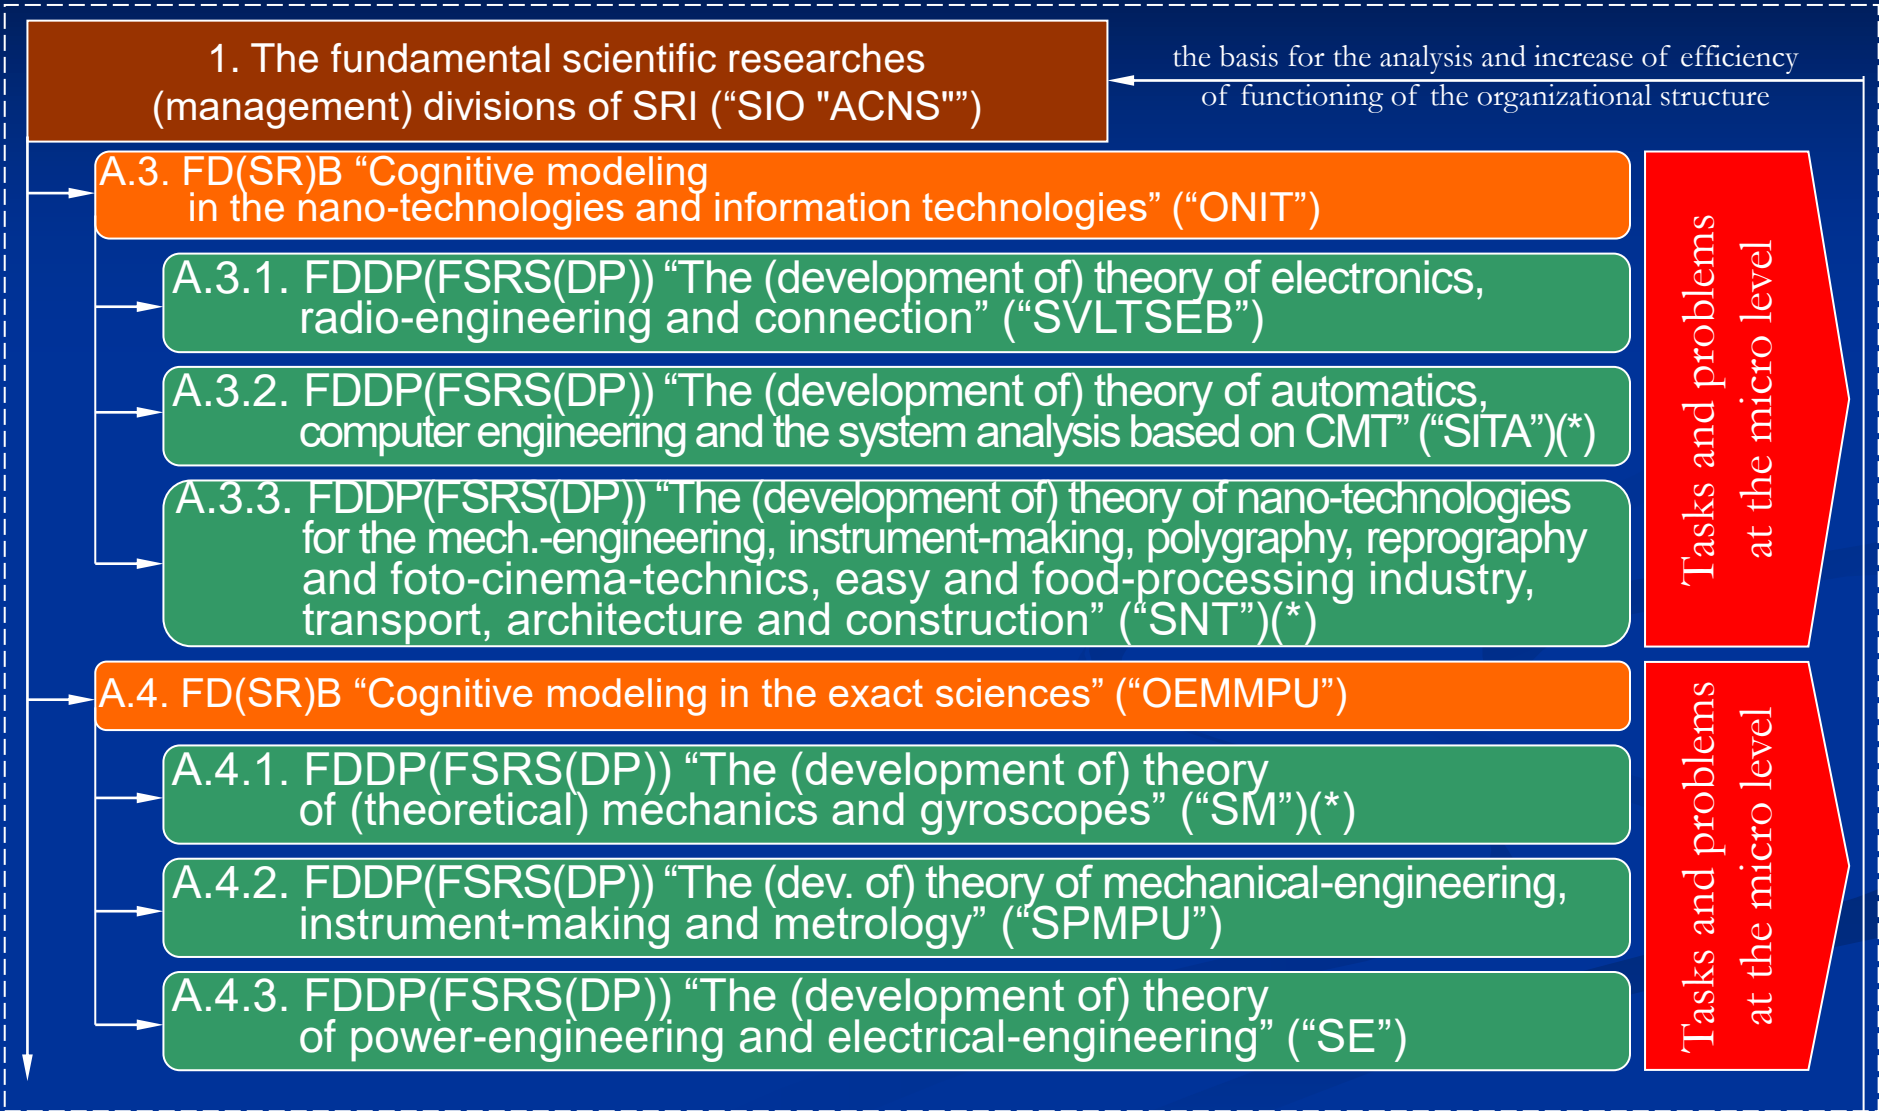 1. The fundamental scientific researches
(management) divisions of SRI (“SIO "ACNS"”)
the basis for the analysis and increase of efficiency
of functioning of the organizational structure
A.3. FD(SR)B “Cognitive modeling
in the nano-technologies and information technologies” (“ONIT”)
A.3.1. FDDP(FSRS(DP)) “The (development of) theory of electronics,
radio-engineering and connection” (“SVLTSEB”)
A.3.2. FDDP(FSRS(DP)) “The (development of) theory of automatics,
computer engineering and the system analysis based on CMT” (“SITA”)(*)
A.3.3. FDDP(FSRS(DP)) “The (development of) theory of nano-technologies
for the mech.-engineering, instrument-making, polygraphy, reprography
and foto-cinema-technics, easy and food-processing industry,
transport, architecture and construction” (“SNT”)(*)
Tasks and problems
at the micro level
A.4. FD(SR)B “Cognitive modeling in the exact sciences” (“OEMMPU”)
A.4.1. FDDP(FSRS(DP)) “The (development of) theory
of (theoretical) mechanics and gyroscopes” (“SM”)(*)
A.4.2. FDDP(FSRS(DP)) “The (dev. of) theory of mechanical-engineering,
instrument-making and metrology” (“SPMPU”)
A.4.3. FDDP(FSRS(DP)) “The (development of) theory
of power-engineering and electrical-engineering” (“SE”)
Tasks and problems
at the micro level